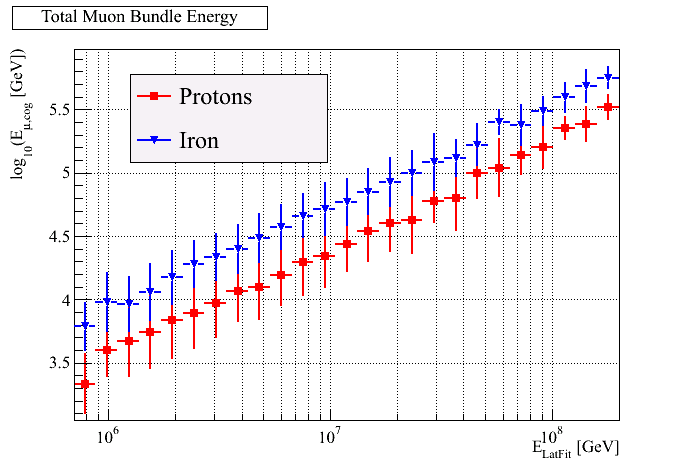 Total Muon Bundle Energy
log10(Eμ,cog [GeV])
Protons
Iron
5.5
5
4.5
4
3.5
10^6
10^7
10^8
ELatFit [GeV]